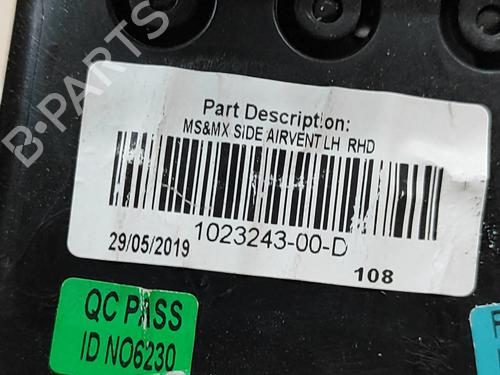 B-PARTS
Part Description:
MS&MX SIDE AIRVENT LH RHD
1023243-00-D
29/05/2019
108
QC PASS
ID NO6230